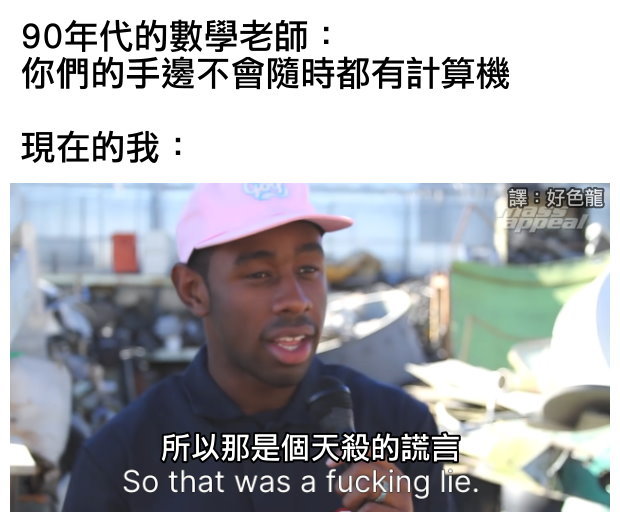 90年代的數學老師：
你們的手邊不會隨時都有計算機
現在的我：
譯：好色龍
mass
appeal
所以那是個天殺的謊言
So that was a fucking lie.